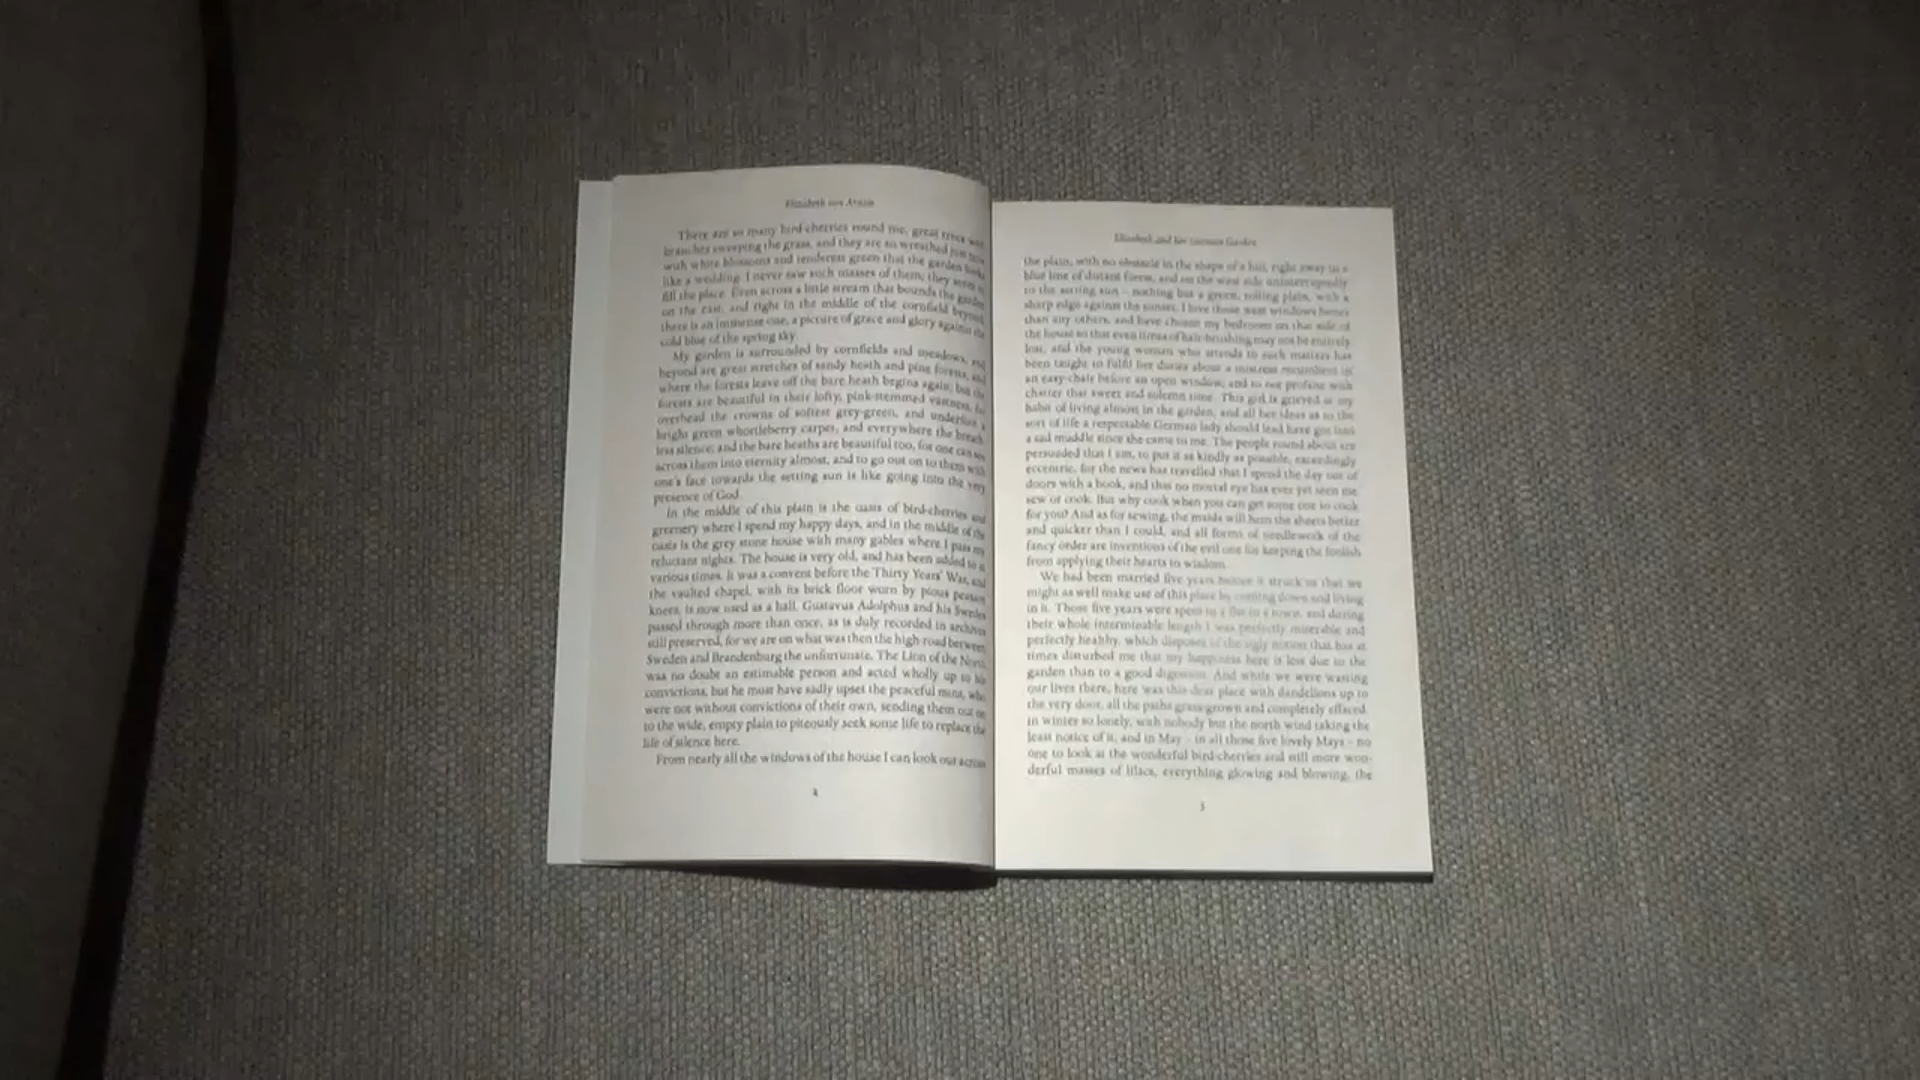 Elizabeth von Arnim
There are so many bird-cherries round me, great trees with
branches sweeping the grass, and they are so wreathed just now
with white blossoms and tenderest green that the garden looks
like a wedding. I never saw such masses of them; they seem to
fill the place. Even across a little stream that bounds the garden
on the east, and right in the middle of the cornfield beyond,
there is an immense one, a picture of grace and glory against the
cold blue of the spring sky.
My garden is surrounded by cornfields and meadows, and
beyond are great stretches of sandy heath and pine forests, and
where the forests leave off the bare heath begins again; but the
forests are beautiful in their lofty, pink-stemmed vastness, far
overhead the crowns of softest grey-green, and underfoot a
bright green whortleberry carpet, and everywhere the breath-
less silence; and the bare heaths are beautiful too, for one can see
across them into eternity almost, and to go out on to them with
one's face towards the setting sun is like going into the very
presence of God.
In the middle of this plain is the oasis of bird-cherries and
greenery where I spend my happy days, and in the middle of the
oasis is the grey stone house with many gables where I pass my
reluctant nights. The house is very old, and has been added to at
various times. It was a convent before the Thirty Years' War, and
the vaulted chapel, with its brick floor worn by pious peasant
knees, is now used as a hall. Gustavus Adolphus and his Swedes
passed through more than once, as is duly recorded in archives
still preserved, for we are on what was then the high-road between
Sweden and Brandenburg the unfortunate. The Lion of the North
was no doubt an estimable person and acted wholly up to his
convictions, but he must have sadly upset the peaceful nuns, who
were not without convictions of their own, sending them out on
to the wide, empty plain to piteously seek some life to replace the
life of silence here.
From nearly all the windows of the house I can look out across
4
Elizabeth and her German Garden
the plain, with no obstacle in the shape of a hill, right away to a
blue line of distant forest, and on the west side uninterruptedly
to the setting sun – nothing but a green, rolling plain, with a
sharp edge against the sunset. I love those west windows better
than any others, and have chosen my bedroom on that side of
the house so that even times of hair-brushing may not be entirely
lost, and the young woman who attends to such matters has
been taught to fulfil her duties about a mistress recumbent in
an easy-chair before an open window, and to not profane with
chatter that sweet and solemn time. This girl is grieved at my
habit of living almost in the garden, and all her ideas as to the
sort of life a respectable German lady should lead have got into
a sad muddle since she came to me. The people round about are
persuaded that I am, to put it as kindly as possible, exceedingly
eccentric, for the news has travelled that I spend the day out of
doors with a book, and that no mortal eye has ever yet seen me
sew or cook. But why cook when you can get some one to cook
for you? And as for sewing, the maids will hem the sheets better
and quicker than I could, and all forms of needlework of the
fancy order are inventions of the evil one for keeping the foolish
from applying their hearts to wisdom.
We had been married five years before it struck us that we
might as well make use of this place by coming down and living
in it. Those five years were spent in a flat in a town, and during
their whole interminable length I was perfectly miserable and
perfectly healthy, which disposes of the ugly notion that has at
times disturbed me that my happiness here is less due to the
garden than to a good digestion. And while we were wasting
our lives there, here was this dear place with dandelions up to
the very door, all the paths grass-grown and completely effaced,
in winter so lonely, with nobody but the north wind taking the
least notice of it, and in May – in all those five lovely Mays – no
one to look at the wonderful bird-cherries and still more won-
derful masses of lilacs, everything glowing and blowing, the